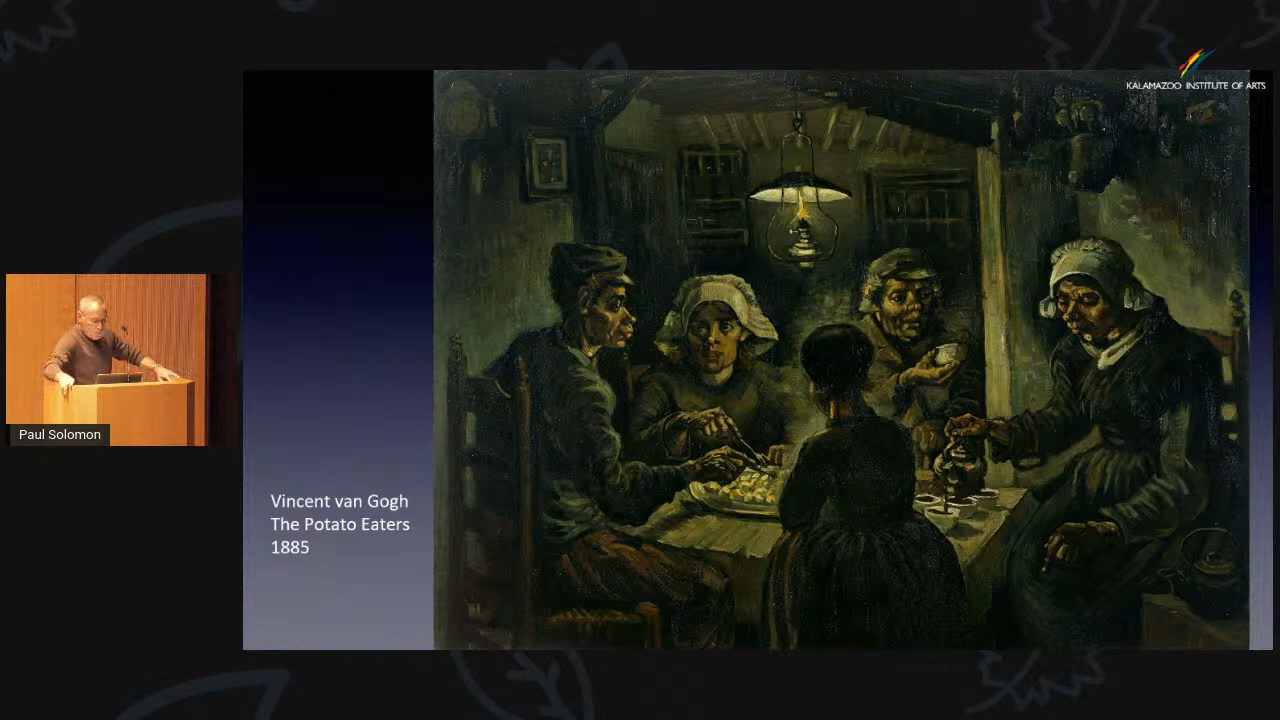 KALAMAZOO INSTITUTE OF ARTS
Paul Solomon
Vincent van Gogh
The Potato Eaters
1885